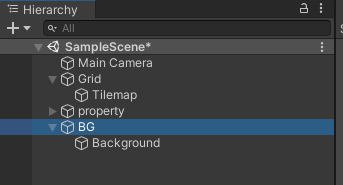 Hierarchy
All
SampleScene*
Main Camera
Grid
Tilemap
property
BG
Background